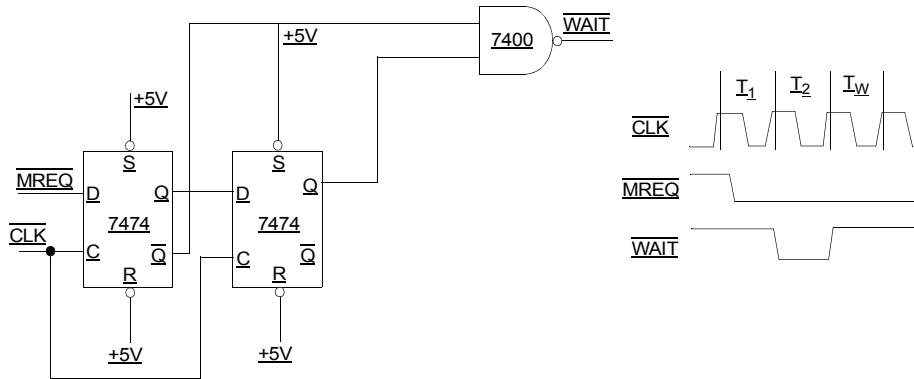 WAIT
+5V
7400
T1
T2
TW
+5V
CLK
S
S
MREQ
D
Q
D
Q
MREQ
7474
7474
CLK
C
Q
C
Q
WAIT
R
R
+5V
+5V